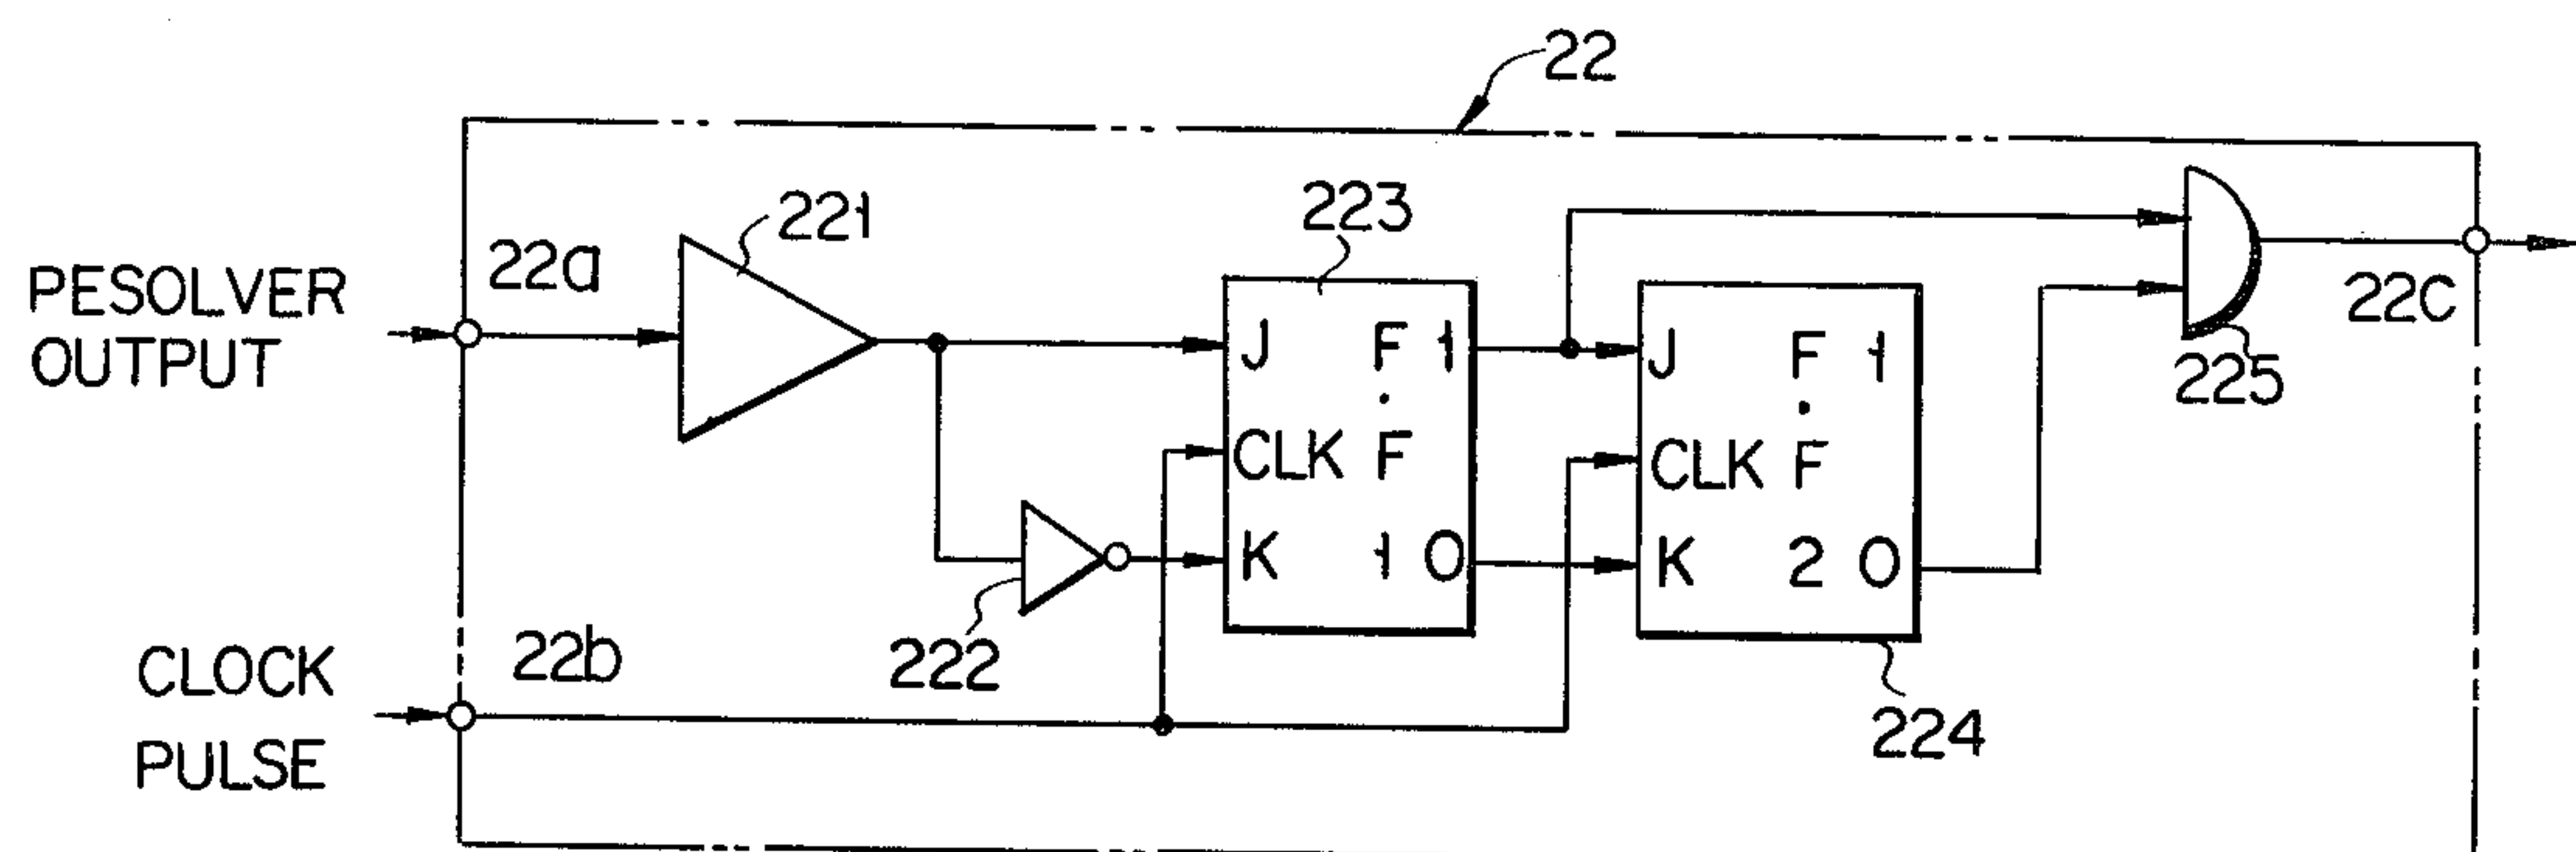 22
221
223
22a
PESOLVER
OUTPUT
22C
225
J F 1
.
CLK F
K 1 0
J F 1
.
CLK F
K 2 0
222
22b
CLOCK
PULSE
224